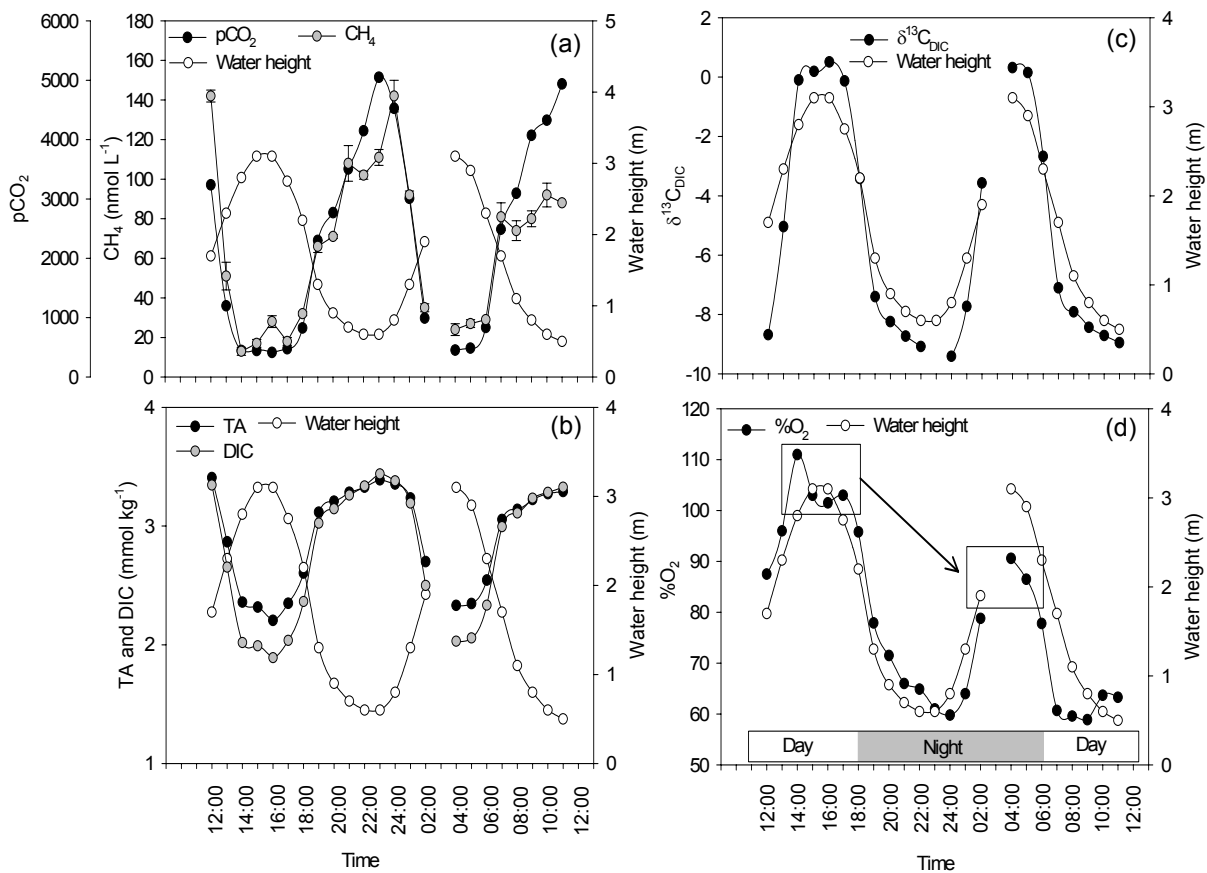 (a)
pCO2
CH4
Water height
6000
5000
4000
3000
2000
1000
0
pCO2
180
160
140
120
100
80
60
40
20
0
CH4 (nmol L-1)
5
4
3
2
1
0
Water height (m)
(c)
δ13CDIC
Water height
2
0
-2
-4
-6
-8
-10
δ13CDIC
4
3
2
1
0
Water height (m)
(b)
TA
Water height
DIC
4
3
2
1
TA and DIC (mmol kg-1)
4
3
2
1
0
Water height (m)
12:00
14:00
16:00
18:00
20:00
22:00
24:00
02:00
04:00
06:00
08:00
10:00
12:00
Time
(d)
%O2
Water height
120
110
100
90
80
70
60
50
%O2
4
3
2
1
0
Water height (m)
Day
Night
Day
12:00
14:00
16:00
18:00
20:00
22:00
24:00
02:00
04:00
06:00
08:00
10:00
12:00
Time